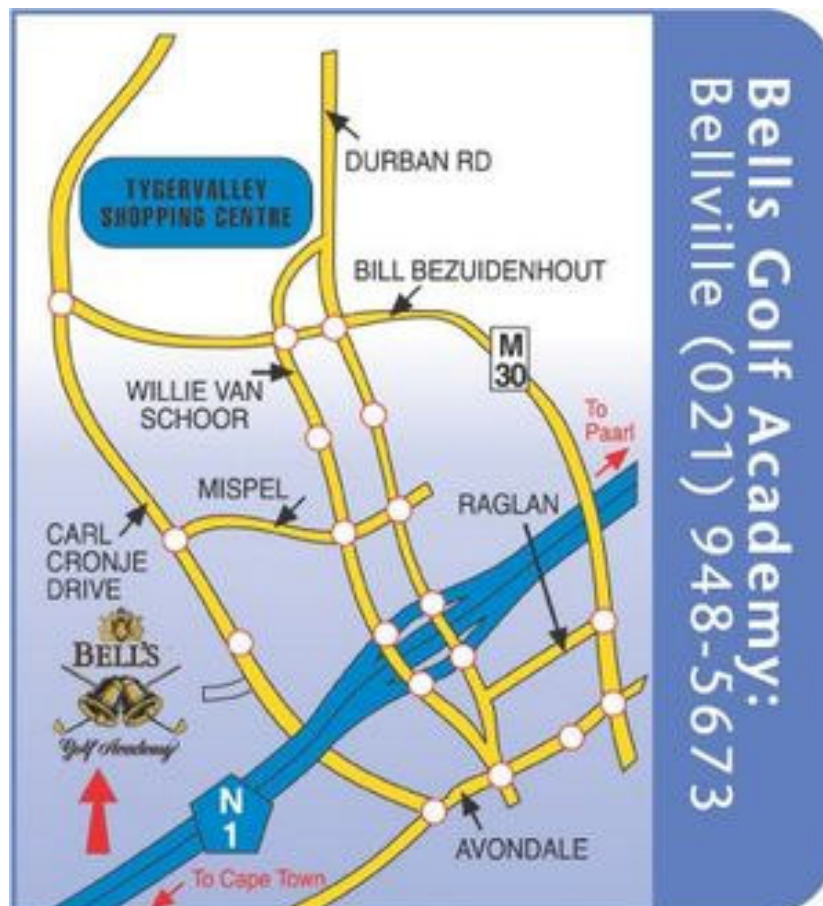 DURBAN RD
TYGERVALLEY
SHOPPING CENTRE
BILL BEZUIDENHOUT
M
30
WILLIE VAN
SCHOOR
To
Paarl
MISPEL
RAGLAN
CARL
CRONJE
DRIVE
BELL'S
Golf Academy
N
1
AVONDALE
To Cape Town
Bells Golf Academy:
Bellville (021) 948-5673